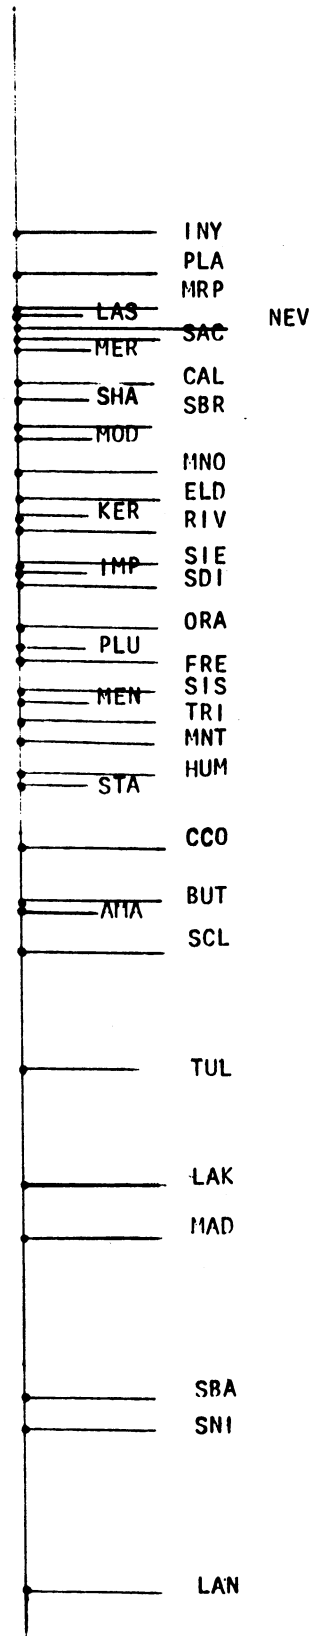 INY
PLA
MRP
LAS
NEV
SAC
MER
CAL
SHA
SBR
MOD
MNO
ELD
KER
RIV
SIE
IMP
SDI
ORA
PLU
FRE
SIS
MEN
TRI
MNT
HUM
STA
CCO
BUT
AMA
SCL
TUL
LAK
MAD
SBA
SNI
LAN